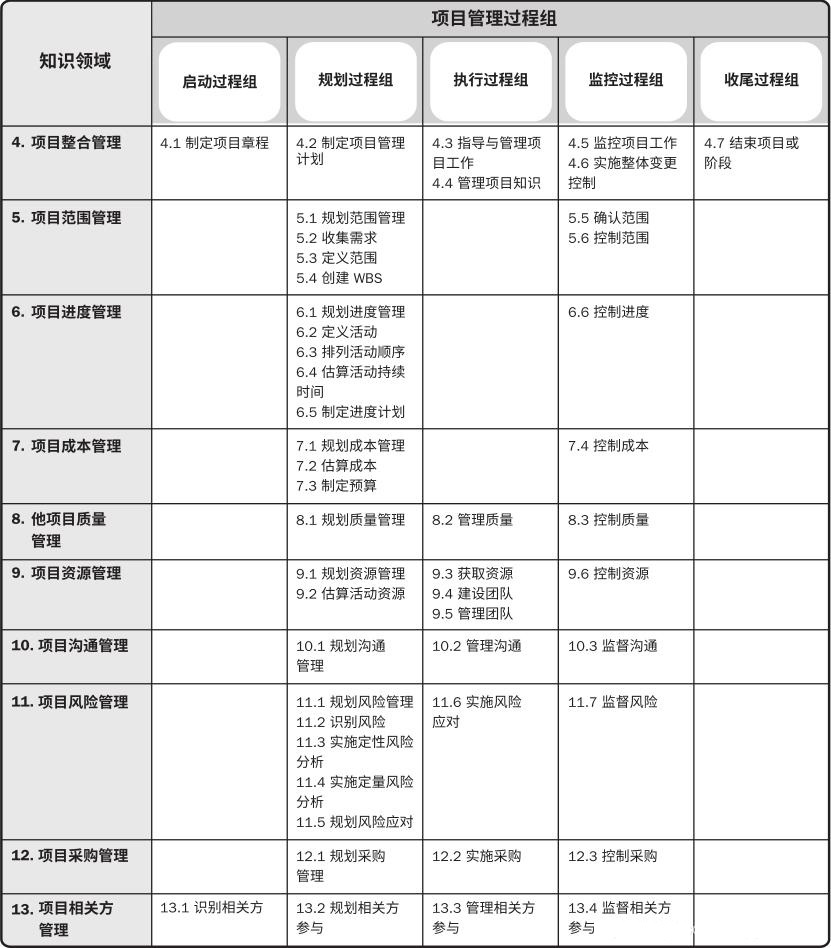 项目管理过程组
知识领域
启动过程组
规划过程组
执行过程组
监控过程组
收尾过程组
4. 项目整合管理
4.1 制定项目章程
4.2 制定项目管理
计划
4.3 指导与管理项
目工作
4.4 管理项目知识
4.5 监控项目工作
4.6 实施整体变更
控制
4.7 结束项目或
阶段
5. 项目范围管理
5.1 规划范围管理
5.2 收集需求
5.3 定义范围
5.4 创建 WBS
5.5 确认范围
5.6 控制范围
6. 项目进度管理
6.1 规划进度管理
6.2 定义活动
6.3 排列活动顺序
6.4 估算活动持续
时间
6.5 制定进度计划
6.6 控制进度
7. 项目成本管理
7.1 规划成本管理
7.2 估算成本
7.3 制定预算
7.4 控制成本
8. 他项目质量
管理
8.1 规划质量管理
8.2 管理质量
8.3 控制质量
9. 项目资源管理
9.1 规划资源管理
9.2 估算活动资源
9.3 获取资源
9.4 建设团队
9.5 管理团队
9.6 控制资源
10. 项目沟通管理
10.1 规划沟通
管理
10.2 管理沟通
10.3 监督沟通
11. 项目风险管理
11.1 规划风险管理
11.2 识别风险
11.3 实施定性风险
分析
11.4 实施定量风险
分析
11.5 规划风险应对
11.6 实施风险
应对
11.7 监督风险
12. 项目采购管理
12.1 规划采购
管理
12.2 实施采购
12.3 控制采购
13. 项目相关方
管理
13.1 识别相关方
13.2 规划相关方
参与
13.3 管理相关方
参与
13.4 监督相关方
参与